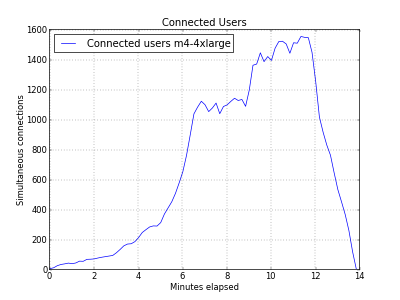 Connected Users
Connected users m4-4xlarge
Simultaneous connections
1600
1400
1200
1000
800
600
400
200
0
0 2 4 6 8 10 12 14
Minutes elapsed